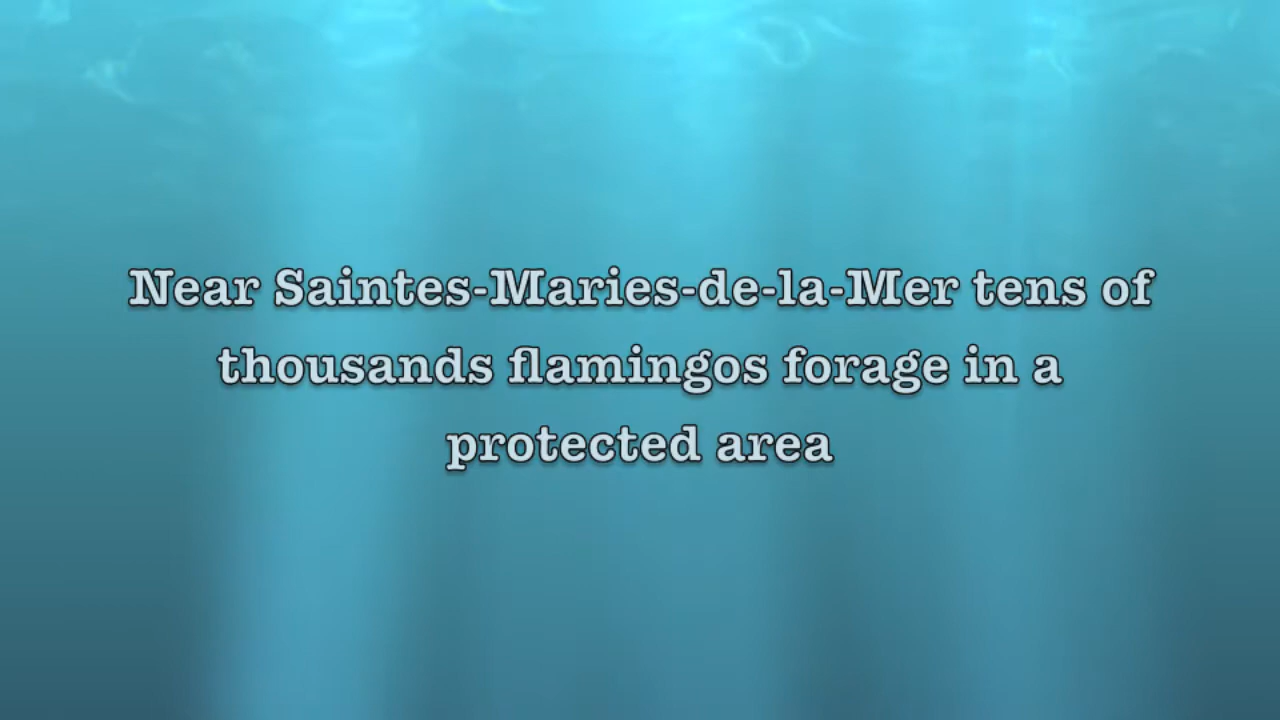 Near Saintes-Maries-de-la-Mer tens of
thousands flamingos forage in a
protected area